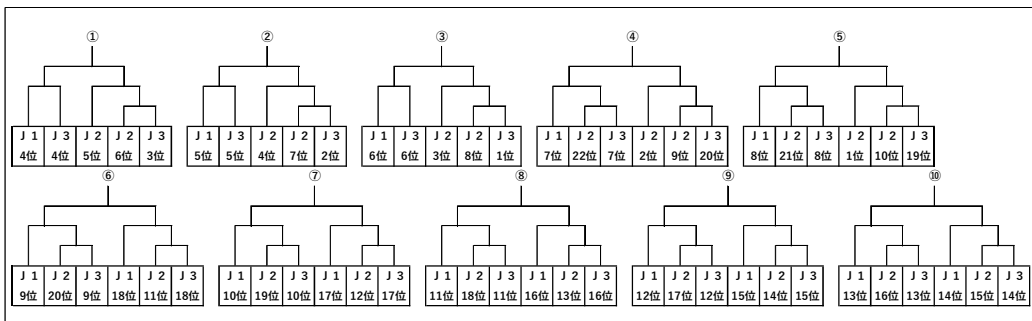 ① ② ③ ④ ⑤
Ｊ1 Ｊ3 Ｊ2 Ｊ2 Ｊ3 Ｊ1 Ｊ3 Ｊ2 Ｊ2 Ｊ3 Ｊ1 Ｊ3 Ｊ2 Ｊ2 Ｊ3 Ｊ1 Ｊ2 Ｊ3 Ｊ2 Ｊ2 Ｊ3 Ｊ1 Ｊ2 Ｊ3 Ｊ2 Ｊ2 Ｊ3
4位 4位 5位 6位 3位 5位 5位 4位 7位 2位 6位 6位 3位 8位 1位 7位 22位 7位 2位 9位 20位 8位 21位 8位 1位 10位 19位
⑥ ⑦ ⑧ ⑨ ⑩
Ｊ1 Ｊ2 Ｊ3 Ｊ1 Ｊ2 Ｊ3 Ｊ1 Ｊ2 Ｊ3 Ｊ1 Ｊ2 Ｊ3 Ｊ1 Ｊ2 Ｊ3 Ｊ1 Ｊ2 Ｊ3 Ｊ1 Ｊ2 Ｊ3 Ｊ1 Ｊ2 Ｊ3 Ｊ1 Ｊ2 Ｊ3 Ｊ1 Ｊ2 Ｊ3
9位 20位 9位 18位 11位 18位 10位 19位 10位 17位 12位 17位 11位 18位 11位 16位 13位 16位 12位 17位 12位 15位 14位 15位 13位 16位 13位 14位 15位 14位